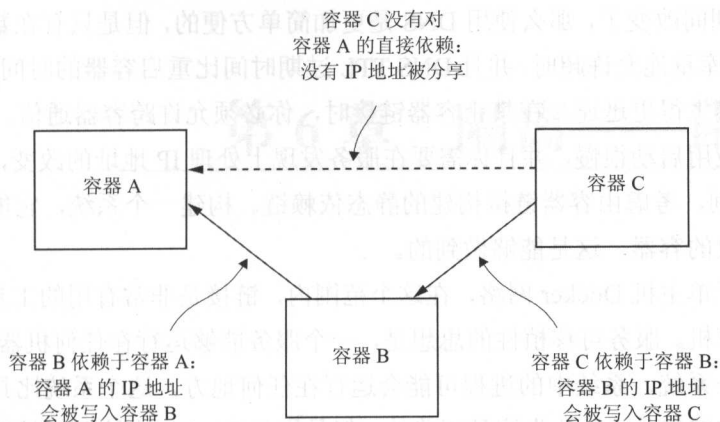 容器 C 没有对
容器 A 的直接依赖：
没有 IP 地址被分享
容器 A
容器 C
容器 B
容器 B 依赖于容器 A：
容器 A 的 IP 地址
会被写入容器 B
容器 C 依赖于容器 B：
容器 B 的 IP 地址
会被写入容器 C